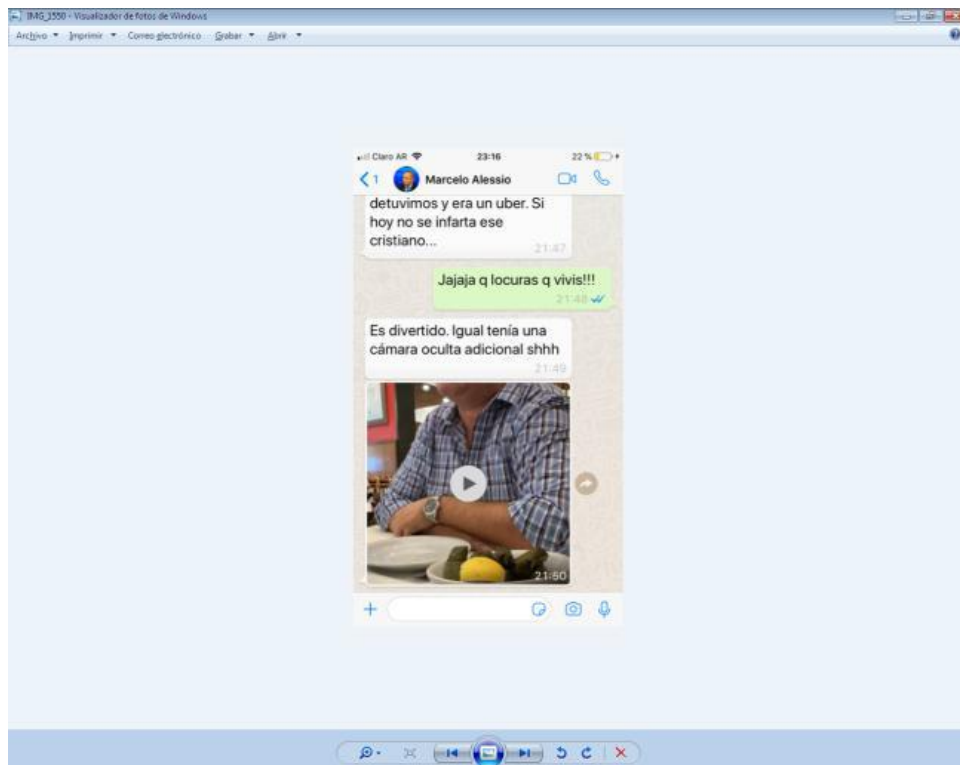 IMG_1550 - Visualizador de fotos de Windows
Archivo Imprimir Correo electrónico Grabar Abrir
Claro AR 23:16 22 %
1 Marcelo Alessio
detuvimos y era un uber. Si
hoy no se infarta ese
cristiano...
21:47
Jajaja q locuras q vivis!!!
21:48
Es divertido. Igual tenía una
cámara oculta adicional shhh
21:49
21:50